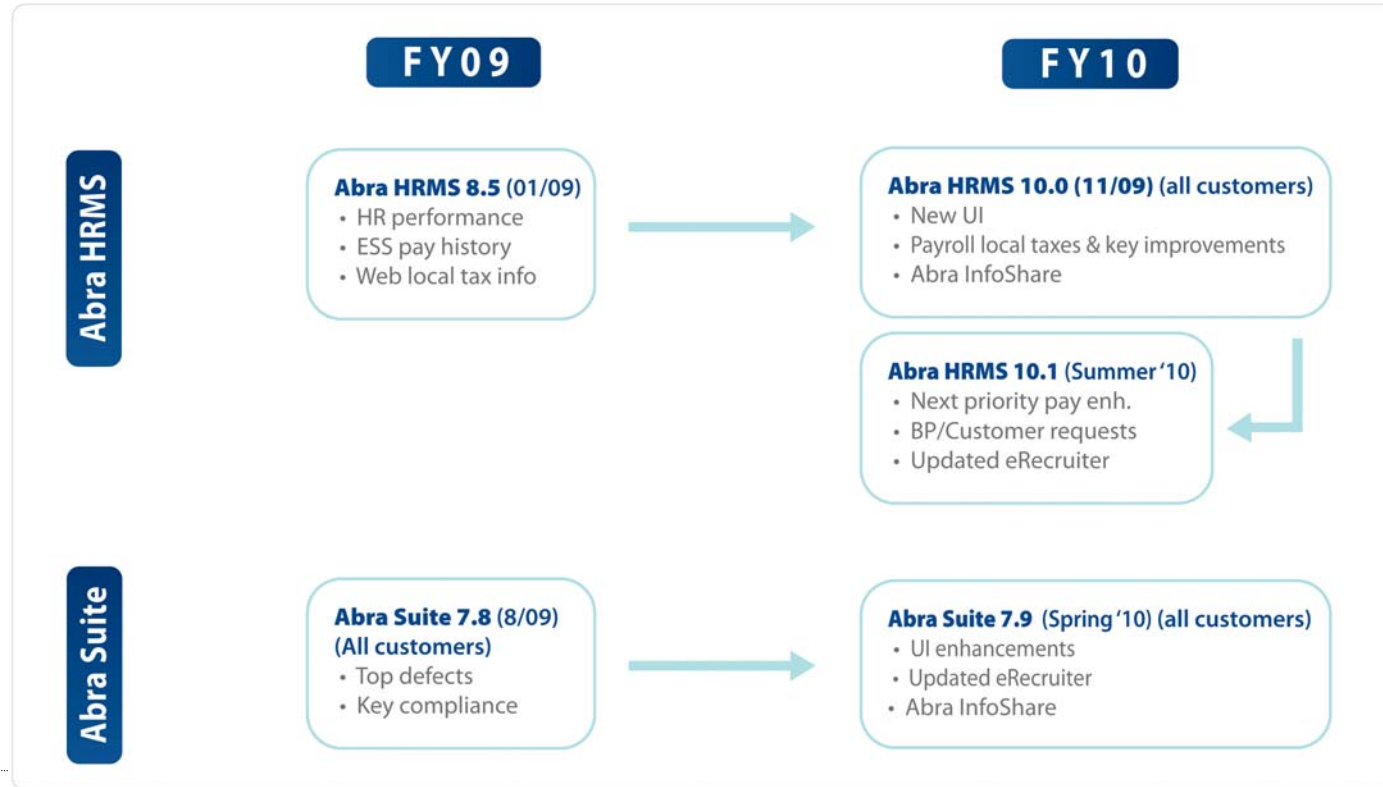 FY09
FY10
Abra HRMS
Abra HRMS 8.5 (01/09)
• HR performance
• ESS pay history
• Web local tax info
Abra HRMS 10.0 (11/09) (all customers)
• New UI
• Payroll local taxes & key improvements
• Abra InfoShare
Abra HRMS 10.1 (Summer ‘10)
• Next priority pay enh.
• BP/Customer requests
• Updated eRecruiter
Abra Suite
Abra Suite 7.8 (8/09)
(All customers)
• Top defects
• Key compliance
Abra Suite 7.9 (Spring ‘10) (all customers)
• UI enhancements
• Updated eRecruiter
• Abra InfoShare
...